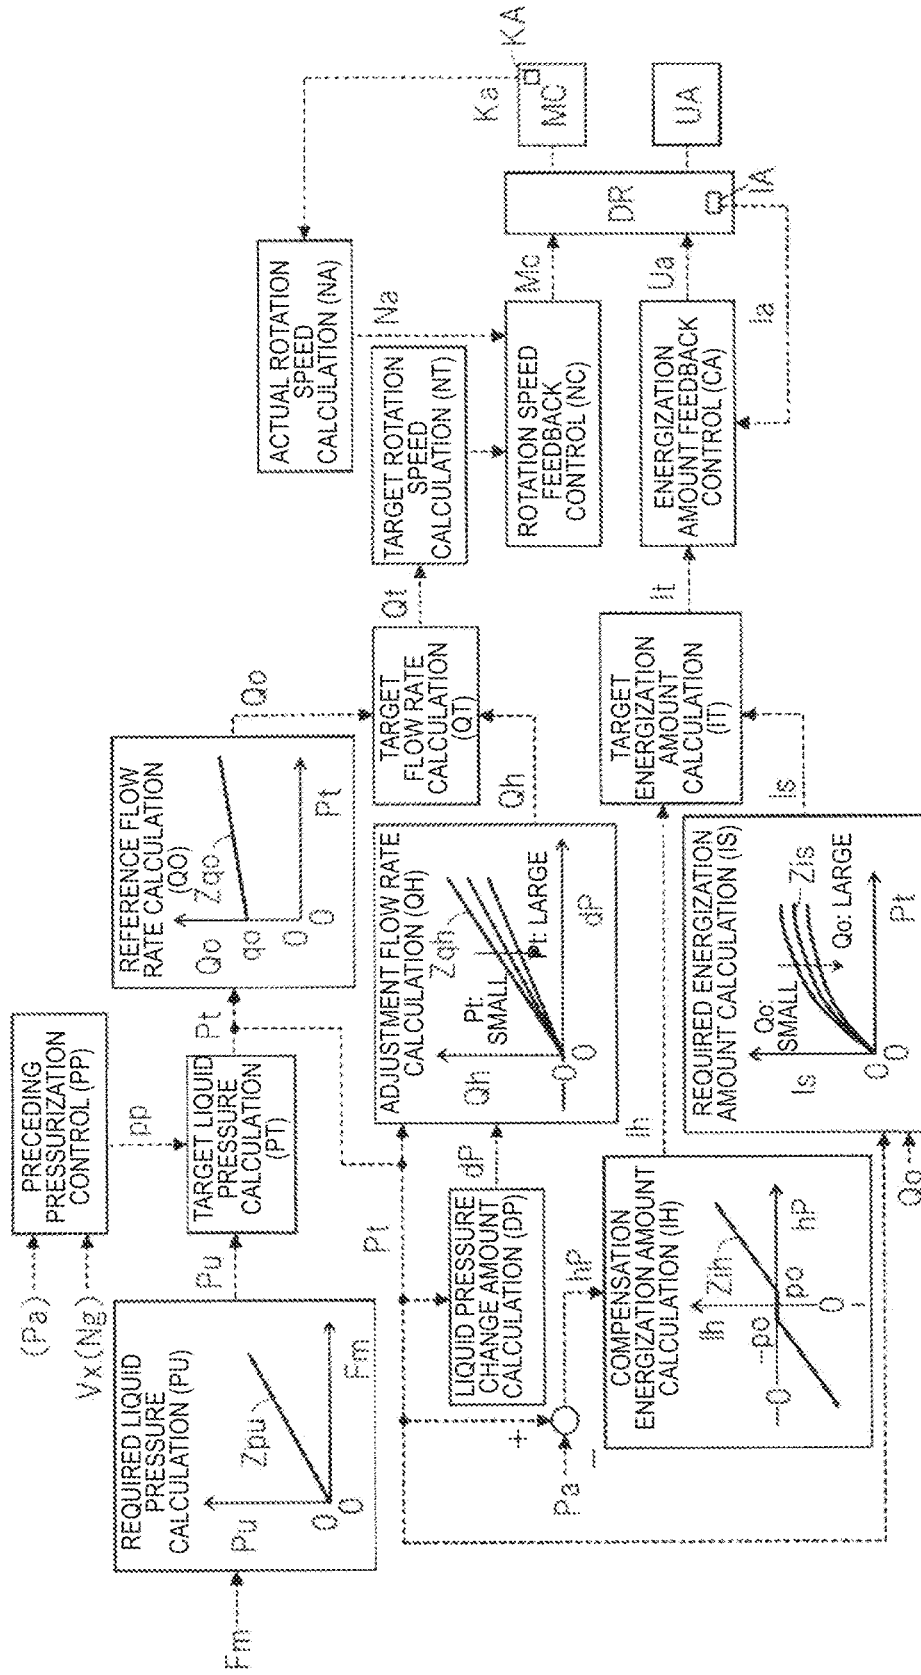 Fm
REQUIRED LIQUID
PRESSURE
CALCULATION (PU)
Pu
Zpu
0
0
Fm
Pu
(Pa)
Vx(Ng)
PRECEDING
PRESSURIZATION
CONTROL (PP)
pp
TARGET LIQUID
PRESSURE
CALCULATION
(PT)
Pt
REFERENCE FLOW
RATE CALCULATION
(QO)
Qo
Zqo
qo
0
0
Pt
Qo
Pt
LIQUID PRESSURE
CHANGE AMOUNT
CALCULATION (DP)
dP
ADJUSTMENT FLOW RATE
CALCULATION (QH)
Qh
Zqh
Pt:
SMALL
Pt: LARGE
0
0
dP
Qh
TARGET
FLOW RATE
CALCULATION
(QT)
Qt
TARGET ROTATION
SPEED
CALCULATION (NT)
ACTUAL ROTATION
SPEED
CALCULATION (NA)
Na
ROTATION SPEED
FEEDBACK
CONTROL (NC)
Mc
Ka
KA
MC
DR
UA
IA
+
Pa
−
hP
COMPENSATION
ENERGIZATION AMOUNT
CALCULATION (IH)
Ih
Zih
-po
po
0
0
hP
Ih
Qo
REQUIRED ENERGIZATION
AMOUNT CALCULATION (IS)
Is
Qo:
SMALL
Zis
Qo: LARGE
0
0
Pt
Is
TARGET
ENERGIZATION
AMOUNT
CALCULATION
(IT)
It
ENERGIZATION
AMOUNT FEEDBACK
CONTROL (CA)
Ua
Ia